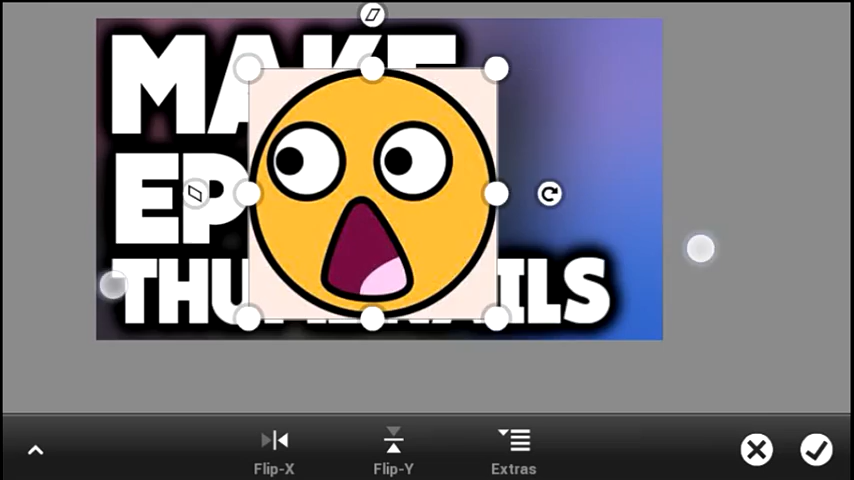 MAKE
EP
THU ILS
Flip-X
Flip-Y
Extras